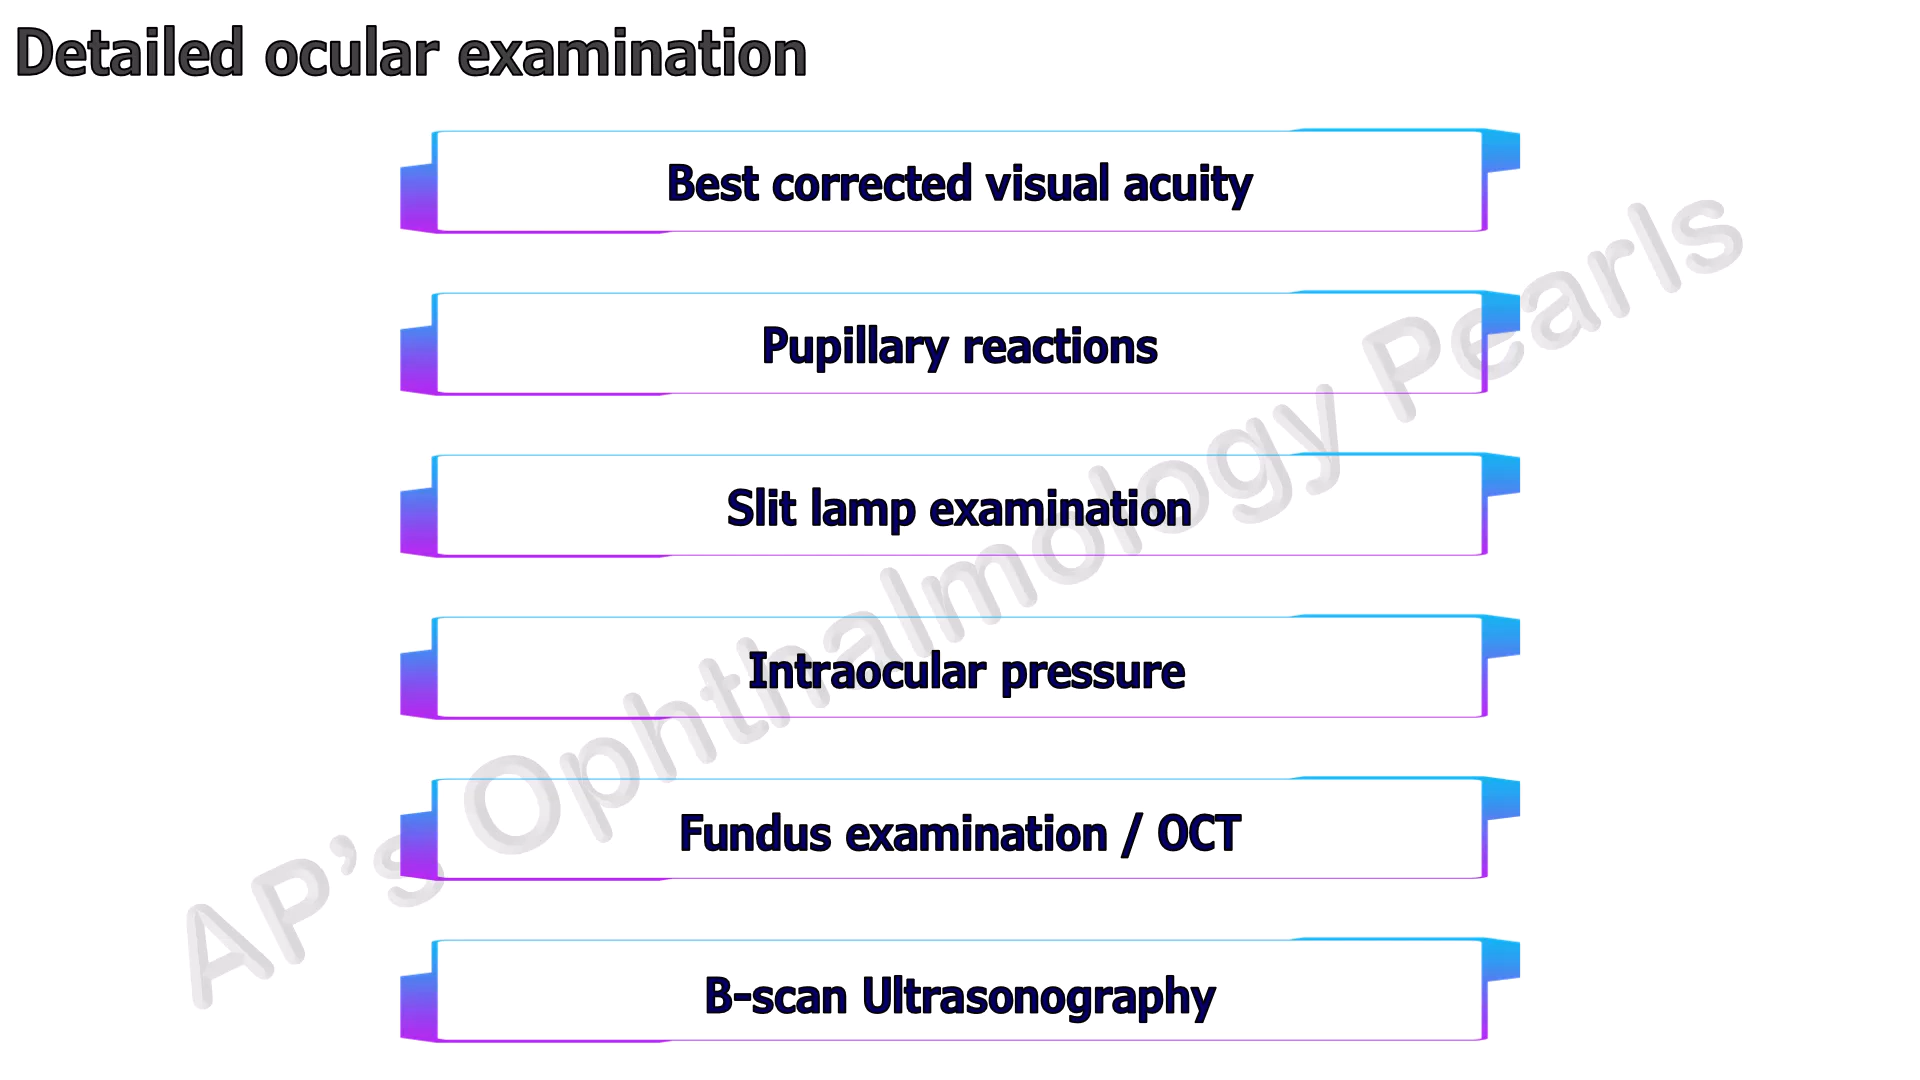 Detailed ocular examination
Best corrected visual acuity
Pupillary reactions
Slit lamp examination
Intraocular pressure
Fundus examination / OCT
B-scan Ultrasonography
AP’s Ophthalmology Pearls